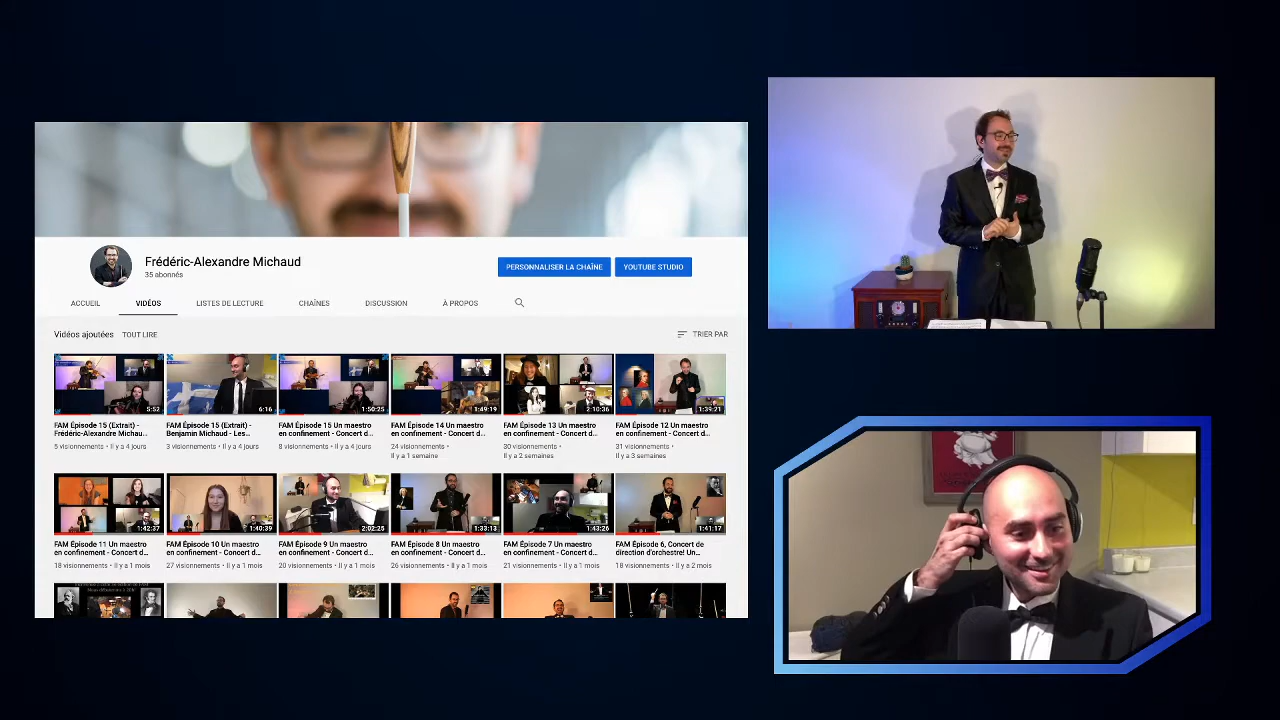 Frédéric-Alexandre Michaud
35 abonnés
PERSONNALISER LA CHAÎNE
YOUTUBE STUDIO
ACCUEIL
VIDÉOS
LISTES DE LECTURE
CHAÎNES
DISCUSSION
À PROPOS
Vidéos ajoutées
TOUT LIRE
TRIER PAR
5:52
6:16
1:50:25
1:49:19
2:10:36
1:39:21
FAM Épisode 15 (Extrait) -
Frédéric-Alexandre Michau...
5 visionnements • Il y a 4 jours
FAM Épisode 15 (Extrait) -
Benjamin Michaud - Les...
3 visionnements • Il y a 4 jours
FAM Épisode 15 Un maestro
en confinement - Concert d...
8 visionnements • Il y a 4 jours
FAM Épisode 14 Un maestro
en confinement - Concert d...
24 visionnements •
Il y a 1 semaine
FAM Épisode 13 Un maestro
en confinement - Concert d...
20 visionnements •
Il y a 2 semaines
FAM Épisode 12 Un maestro
en confinement - Concert d...
31 visionnements •
Il y a 3 semaines
1:42:37
1:40:39
2:02:25
1:33:13
1:43:26
1:41:17
FAM Épisode 11 Un maestro
en confinement - Concert d...
18 visionnements • Il y a 1 mois
FAM Épisode 10 Un maestro
en confinement - Concert d...
27 visionnements • Il y a 1 mois
FAM Épisode 9 Un maestro
en confinement - Concert d...
20 visionnements • Il y a 1 mois
FAM Épisode 8 Un maestro
en confinement - Concert d...
26 visionnements • Il y a 1 mois
FAM Épisode 7 Un maestro
en confinement - Concert d...
21 visionnements • Il y a 1 mois
FAM Épisode 6, Concert de
direction d'orchestre! Un...
18 visionnements • Il y a 2 mois